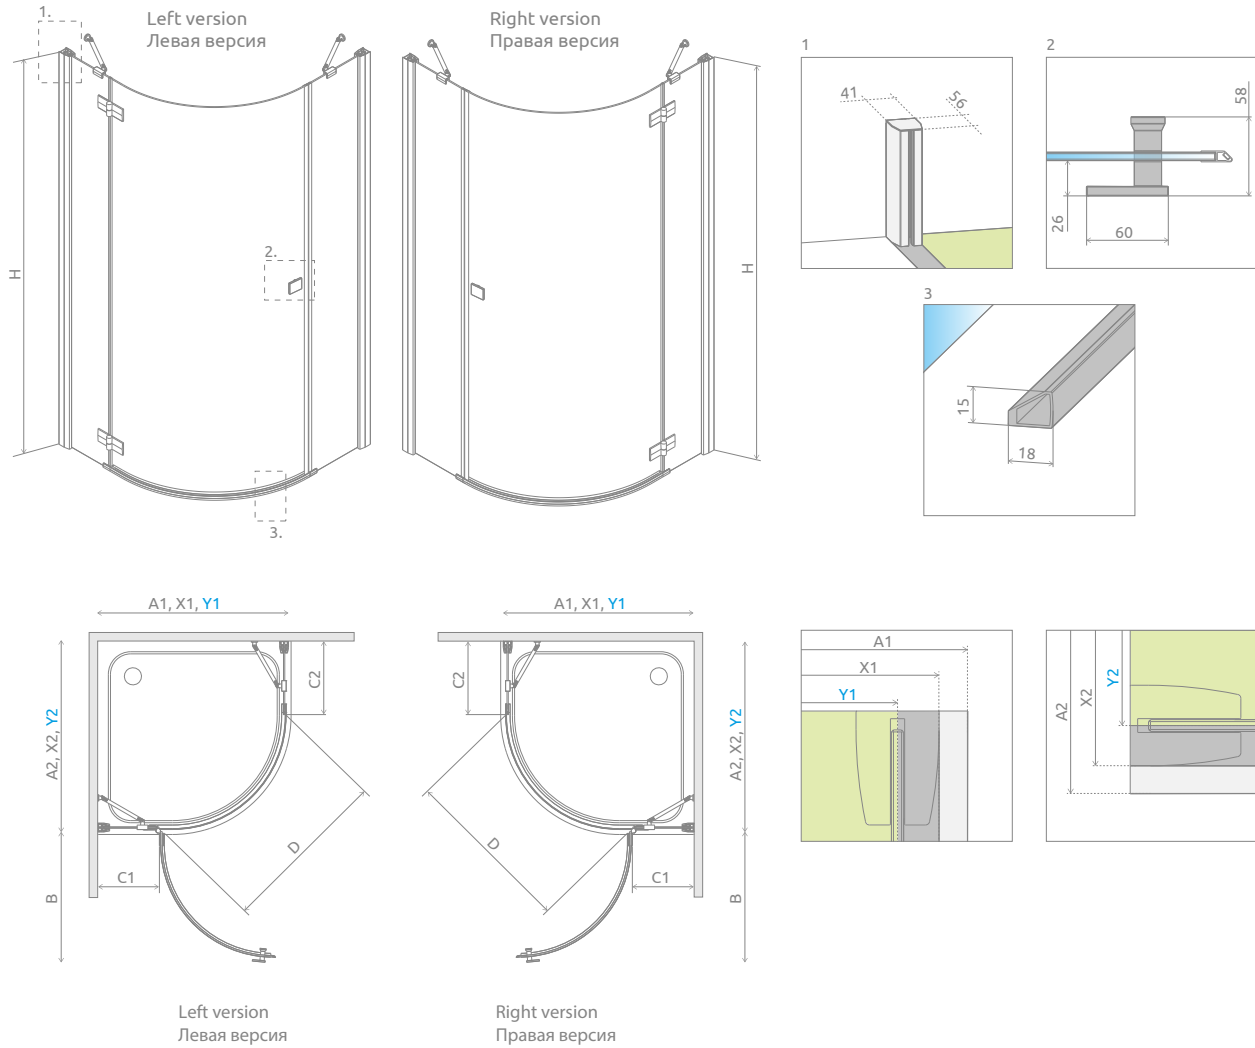 1.
Left version
Левая версия
Right version
Правая версия
H
2.
3.
H
1
41
56
2
58
26
60
3
15
18
A1, X1, Y1
A2, X2, Y2
C2
D
C1
B
A1, X1, Y1
A2, X2, Y2
C2
D
C1
B
A1
X1
Y1
A2
X2
Y2
Left version
Левая версия
Right version
Правая версия